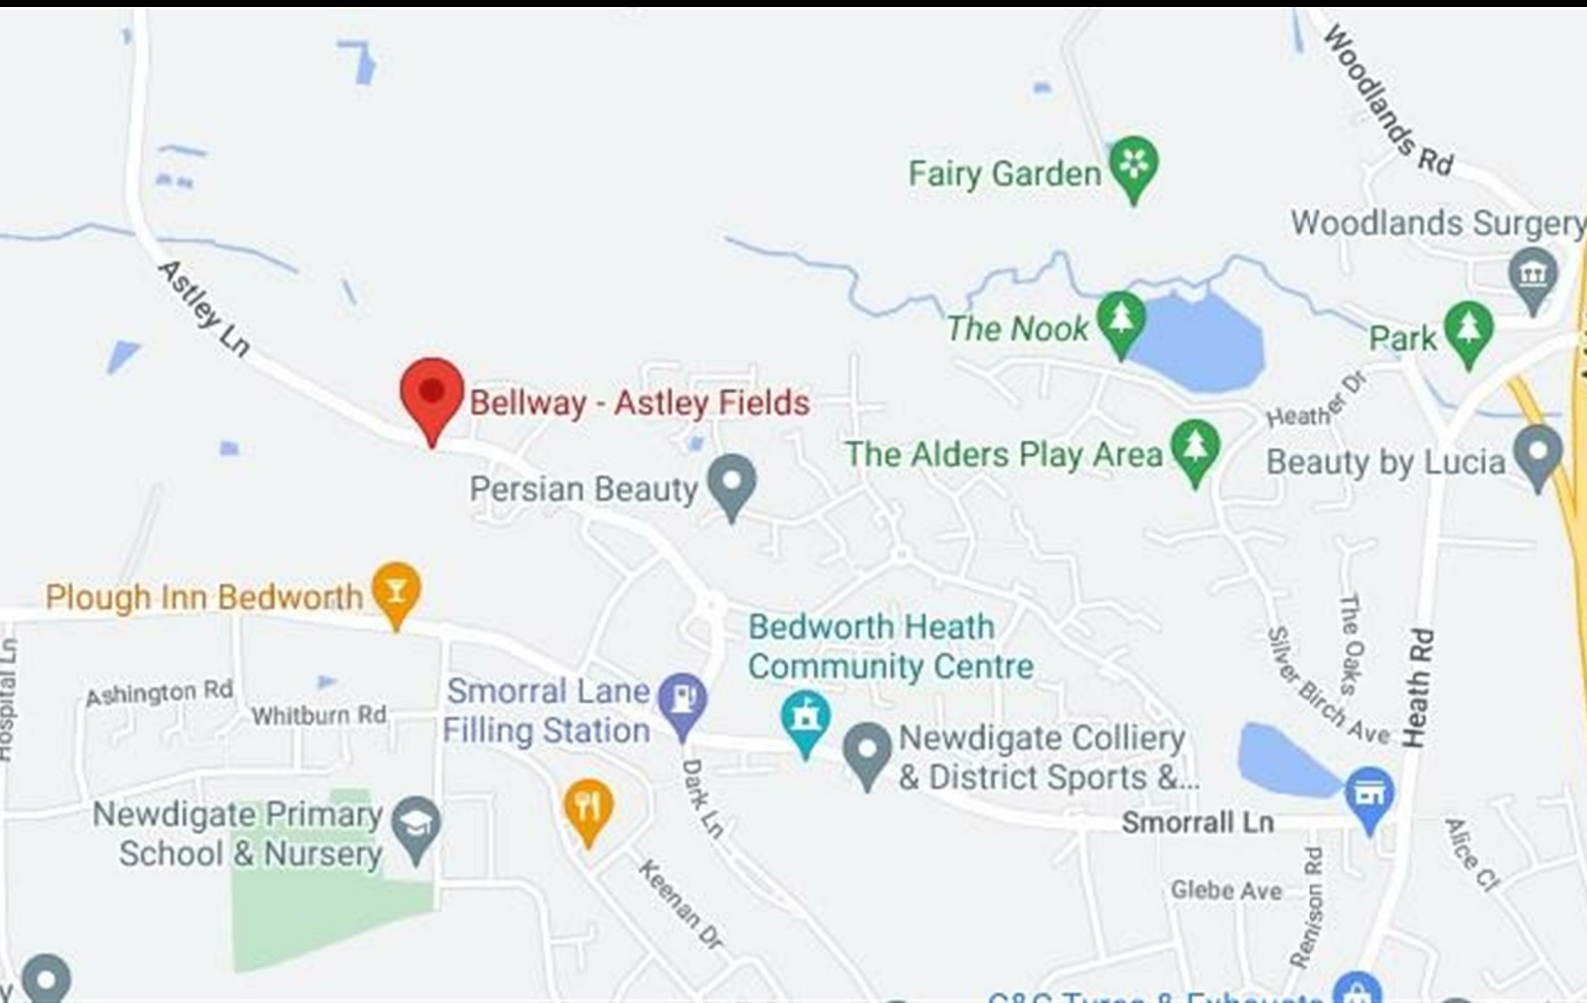 Woodlands Rd
Fairy Garden
Woodlands Surgery
Astley Ln
The Nook
Park
Bellway - Astley Fields
Heather Dr
The Alders Play Area
Beauty by Lucia
Persian Beauty
Plough Inn Bedworth
Bedworth Heath
Community Centre
The Oaks
Silver Birch Ave
Heath Rd
Hospital Ln
Ashington Rd
Whitburn Rd
Smorral Lane
Filling Station
Newdigate Colliery
& District Sports &...
Dark Ln
Smorrall Ln
Newdigate Primary
School & Nursery
Alice Cl
Keenan Dr
Glebe Ave
Renison Rd
C&C Tyres & Exhausts